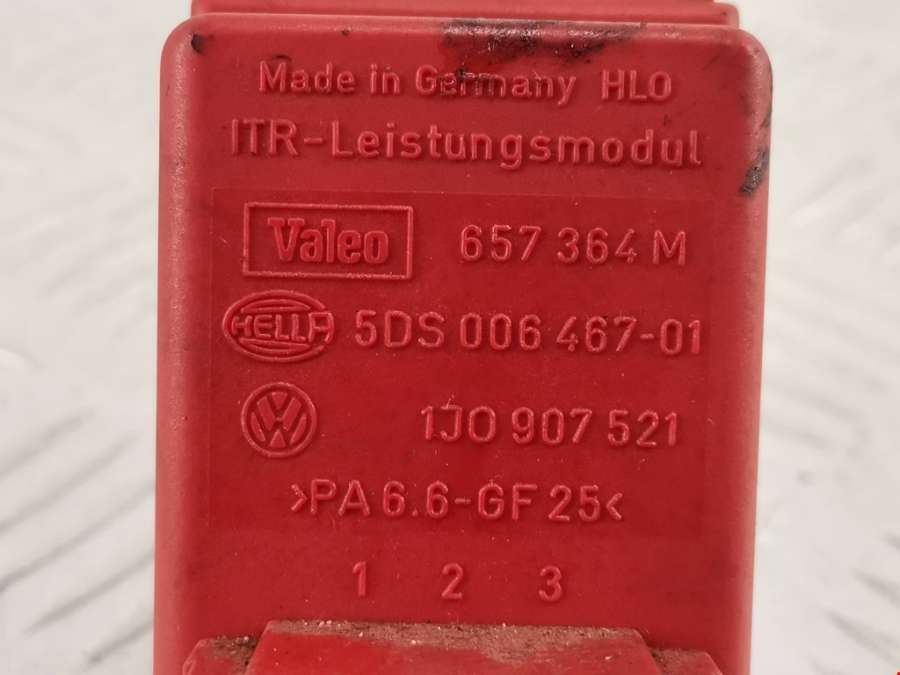 Made in Germany HLO
ITR-Leistungsmodul
Valeo 657 364 M
HELLA 5DS 006 467-01
VW 1J0 907 521
>PA 6.6-GF 25<
1 2 3